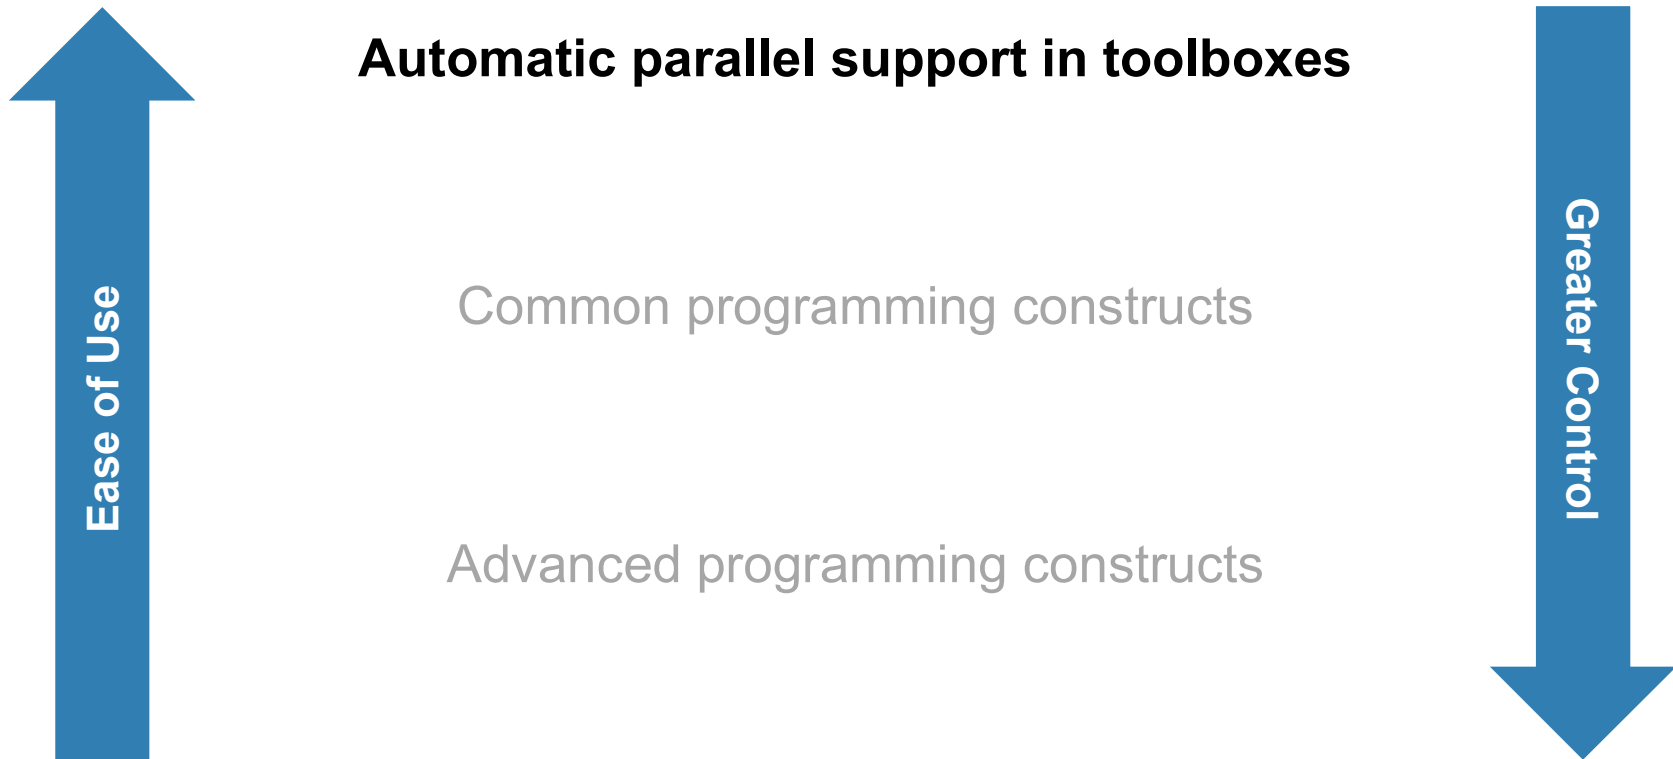 Automatic parallel support in toolboxes
Ease of Use
Common programming constructs
Greater Control
Advanced programming constructs